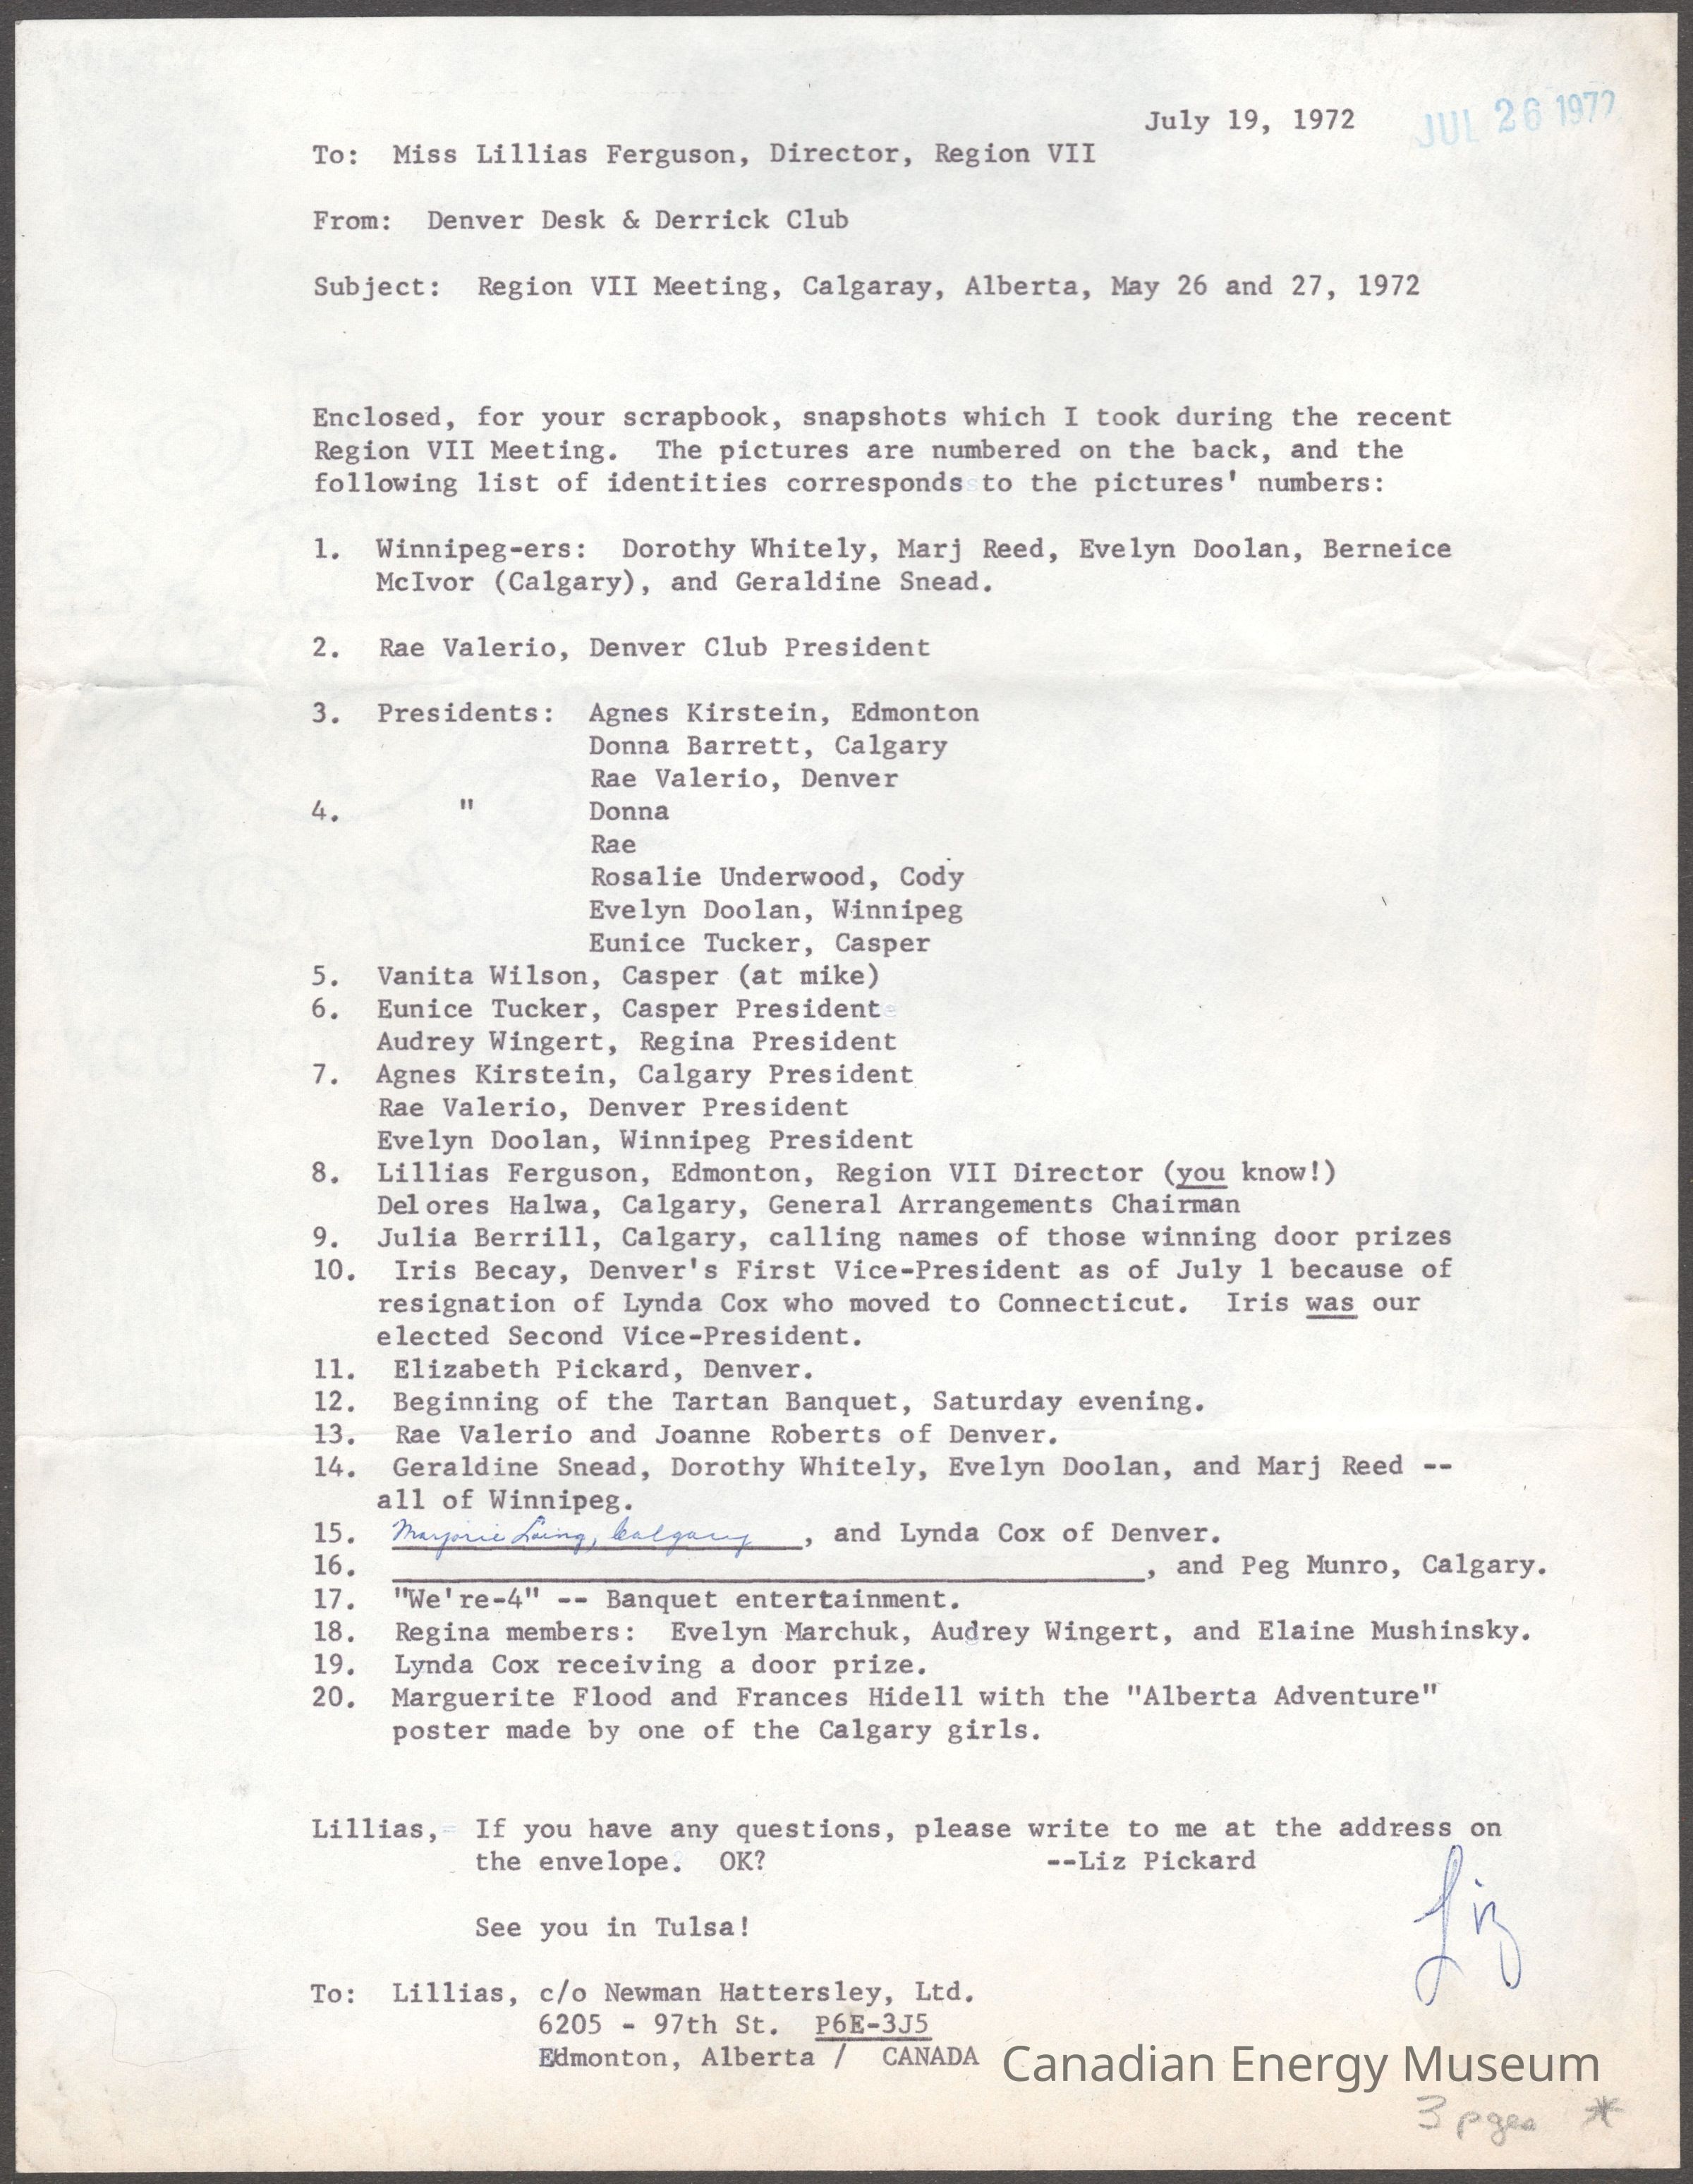 July 19, 1972
JUL 26 1972
To: Miss Lillias Ferguson, Director, Region VII
From: Denver Desk & Derrick Club
Subject: Region VII Meeting, Calgaray, Alberta, May 26 and 27, 1972
Enclosed, for your scrapbook, snapshots which I took during the recent
Region VII Meeting. The pictures are numbered on the back, and the
following list of identities corresponds to the pictures' numbers:
1. Winnipeg-ers: Dorothy Whitely, Marj Reed, Evelyn Doolan, Berneice
McIvor (Calgary), and Geraldine Snead.
2. Rae Valerio, Denver Club President
3. Presidents: Agnes Kirstein, Edmonton
Donna Barrett, Calgary
Rae Valerio, Denver
4. " Donna
Rae
Rosalie Underwood, Cody
Evelyn Doolan, Winnipeg
Eunice Tucker, Casper
5. Vanita Wilson, Casper (at mike)
6. Eunice Tucker, Casper President
Audrey Wingert, Regina President
7. Agnes Kirstein, Calgary President
Rae Valerio, Denver President
Evelyn Doolan, Winnipeg President
8. Lillias Ferguson, Edmonton, Region VII Director (you know!)
Delores Halwa, Calgary, General Arrangements Chairman
9. Julia Berrill, Calgary, calling names of those winning door prizes
10. Iris Becay, Denver's First Vice-President as of July 1 because of
resignation of Lynda Cox who moved to Connecticut. Iris was our
elected Second Vice-President.
11. Elizabeth Pickard, Denver.
12. Beginning of the Tartan Banquet, Saturday evening.
13. Rae Valerio and Joanne Roberts of Denver.
14. Geraldine Snead, Dorothy Whitely, Evelyn Doolan, and Marj Reed --
all of Winnipeg.
15. Marjorie Laing, Calgary, and Lynda Cox of Denver.
16. , and Peg Munro, Calgary.
17. "We're-4" -- Banquet entertainment.
18. Regina members: Evelyn Marchuk, Audrey Wingert, and Elaine Mushinsky.
19. Lynda Cox receiving a door prize.
20. Marguerite Flood and Frances Hidell with the "Alberta Adventure"
poster made by one of the Calgary girls.
Lillias, If you have any questions, please write to me at the address on
the envelope. OK? --Liz Pickard
Liz
See you in Tulsa!
To: Lillias, c/o Newman Hattersley, Ltd.
6205 - 97th St. P6E-3J5
Edmonton, Alberta / CANADA
Canadian Energy Museum
3 pges *